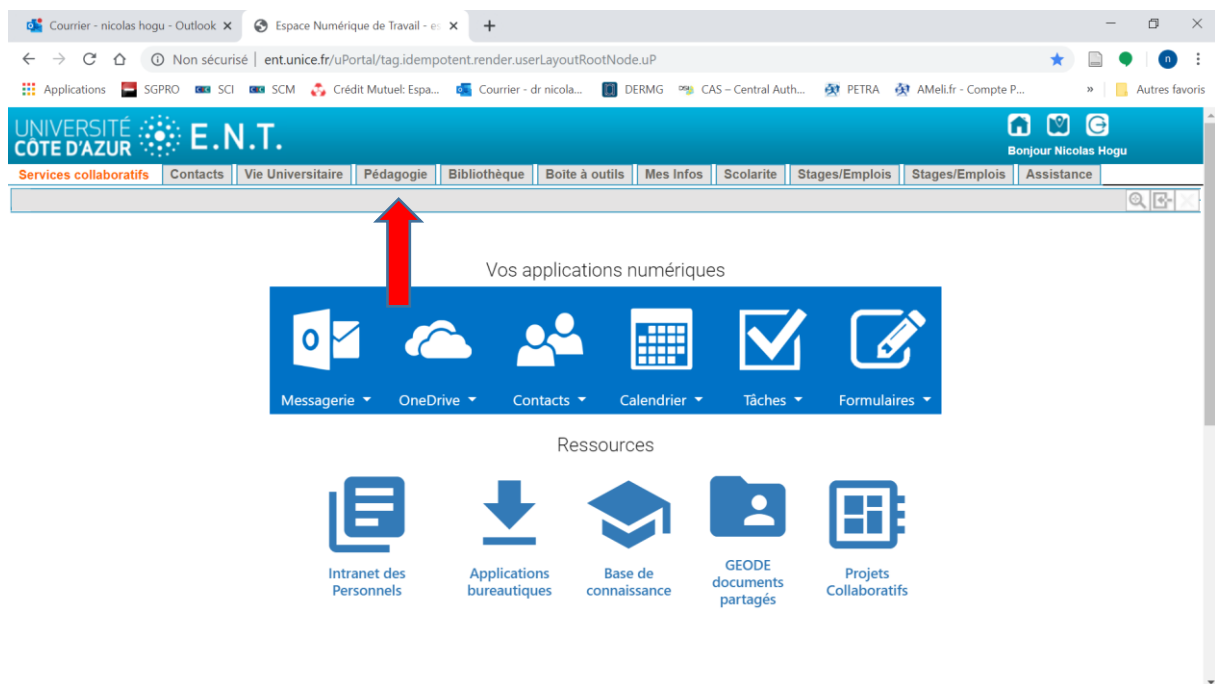 Courrier - nicolas hogu - Outlook
Espace Numérique de Travail - es
Non sécurisé | ent.unice.fr/uPortal/tag.idempotent.render.userLayoutRootNode.uP
n
Applications SGPRO SCI SCM Crédit Mutuel: Espa... Courrier - dr nicola... DERMG CAS – Central Auth... PETRA AMeli.fr - Compte P... » Autres favoris
UNIVERSITÉ
CÔTE D'AZUR
E.N.T.
Bonjour Nicolas Hogu
Services collaboratifs Contacts Vie Universitaire Pédagogie Bibliothèque Boite à outils Mes Infos Scolarite Stages/Emplois Stages/Emplois Assistance
Vos applications numériques
Messagerie OneDrive Contacts Calendrier Tâches Formulaires
Ressources
Intranet des
Personnels
Applications
bureautiques
Base de
connaissance
GEODE
documents
partagés
Projets
Collaboratifs